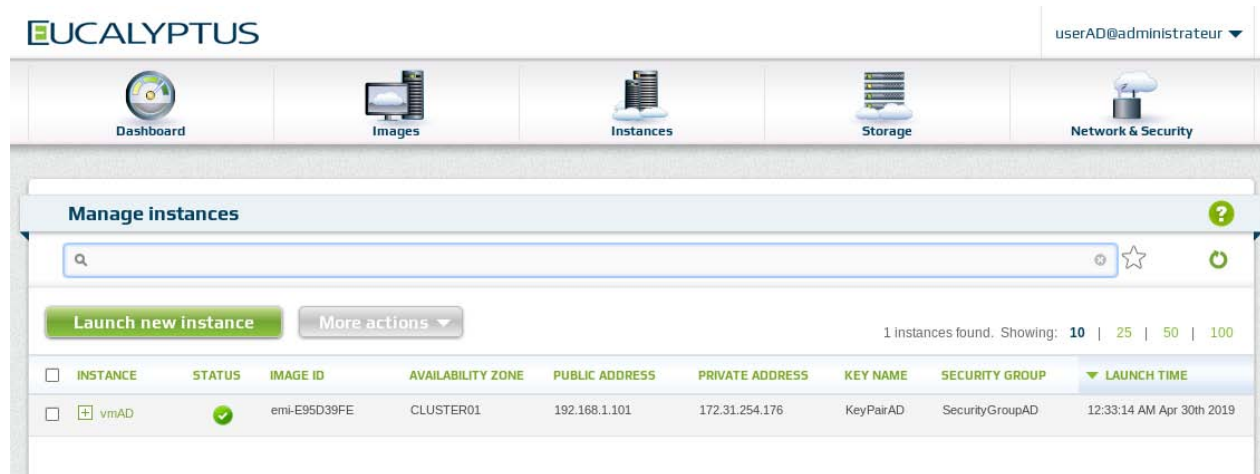 EUCALYPTUS
userAD@administrateur
Dashboard
Images
Instances
Storage
Network & Security
Manage instances
?
Launch new instance
More actions
1 instances found. Showing: 10 | 25 | 50 | 100
INSTANCE STATUS IMAGE ID AVAILABILITY ZONE PUBLIC ADDRESS PRIVATE ADDRESS KEY NAME SECURITY GROUP LAUNCH TIME
vmAD emi-E95D39FE CLUSTER01 192.168.1.101 172.31.254.176 KeyPairAD SecurityGroupAD 12:33:14 AM Apr 30th 2019